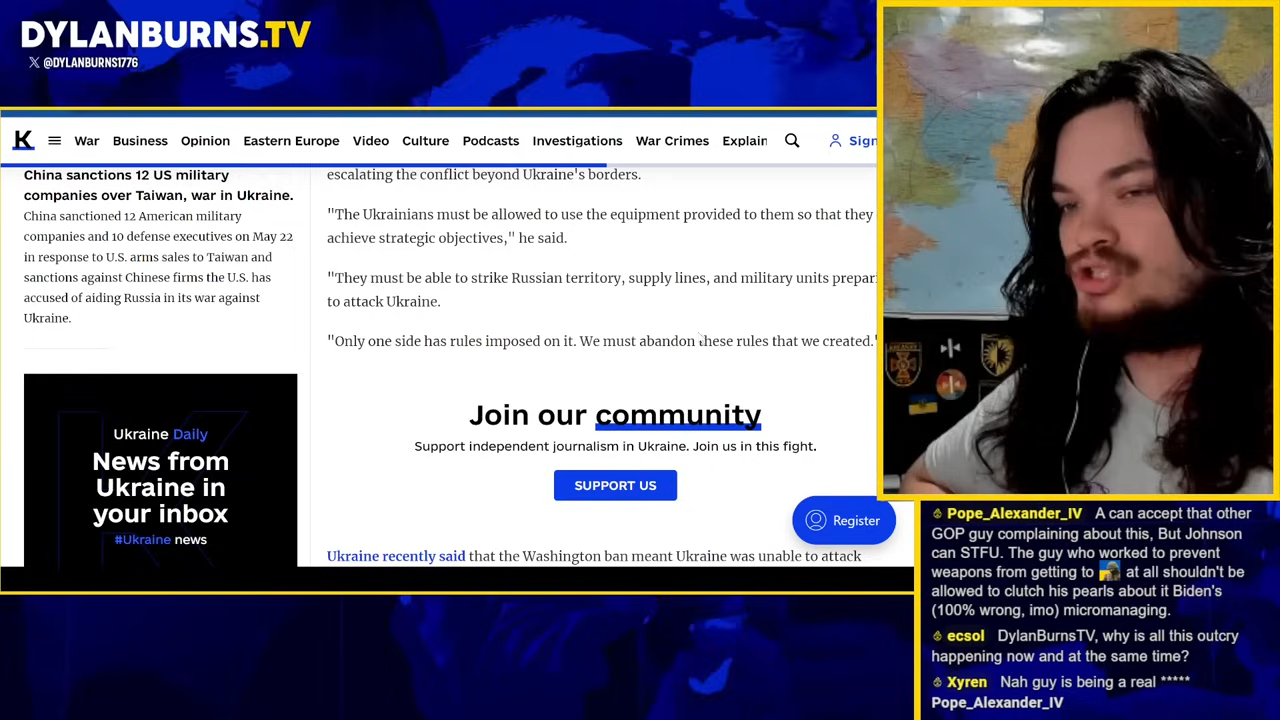 DYLANBURNS.TV
X @DYLANBURNS1776
K War Business Opinion Eastern Europe Video Culture Podcasts Investigations War Crimes Explain Sign
China sanctions 12 US military
companies over Taiwan, war in Ukraine.
China sanctioned 12 American military
companies and 10 defense executives on May 22
in response to U.S. arms sales to Taiwan and
sanctions against Chinese firms the U.S. has
accused of aiding Russia in its war against
Ukraine.
Ukraine Daily
News from
Ukraine in
your inbox
#Ukraine news
escalating the conflict beyond Ukraine's borders.
"The Ukrainians must be allowed to use the equipment provided to them so that they
achieve strategic objectives," he said.
"They must be able to strike Russian territory, supply lines, and military units prepari
to attack Ukraine.
"Only one side has rules imposed on it. We must abandon these rules that we created."
Join our community
Support independent journalism in Ukraine. Join us in this fight.
SUPPORT US
Register
Ukraine recently said that the Washington ban meant Ukraine was unable to attack
Pope_Alexander_IV A can accept that other
GOP guy complaining about this, But Johnson
can STFU. The guy who worked to prevent
weapons from getting to at all shouldn't be
allowed to clutch his pearls about it Biden's
(100% wrong, imo) micromanaging.
ecsol DylanBurnsTV, why is all this outcry
happening now and at the same time?
Xyren Nah guy is being a real *****
Pope_Alexander_IV